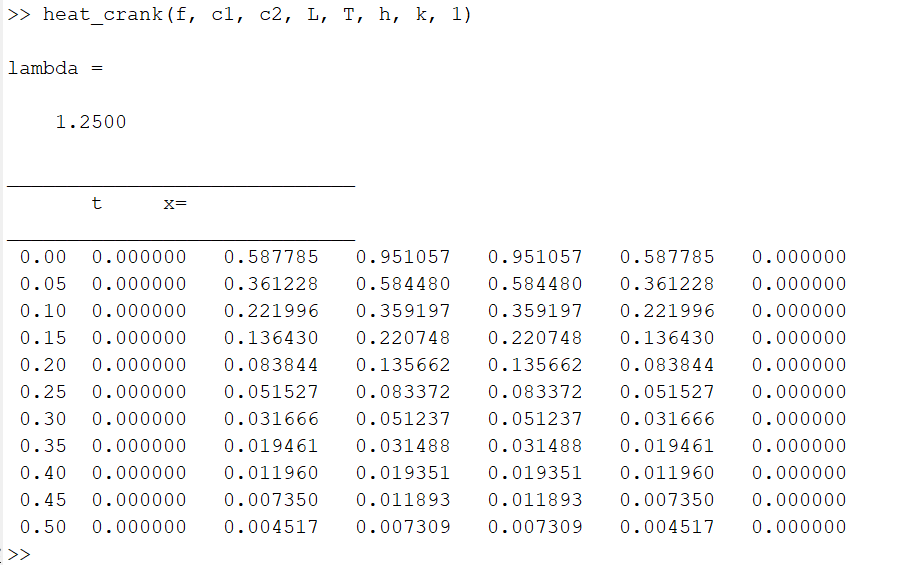 >> heat_crank(f, c1, c2, L, T, h, k, 1)
lambda =
1.2500
t x=
0.00 0.000000 0.587785 0.951057 0.951057 0.587785 0.000000
0.05 0.000000 0.361228 0.584480 0.584480 0.361228 0.000000
0.10 0.000000 0.221996 0.359197 0.359197 0.221996 0.000000
0.15 0.000000 0.136430 0.220748 0.220748 0.136430 0.000000
0.20 0.000000 0.083844 0.135662 0.135662 0.083844 0.000000
0.25 0.000000 0.051527 0.083372 0.083372 0.051527 0.000000
0.30 0.000000 0.031666 0.051237 0.051237 0.031666 0.000000
0.35 0.000000 0.019461 0.031488 0.031488 0.019461 0.000000
0.40 0.000000 0.011960 0.019351 0.019351 0.011960 0.000000
0.45 0.000000 0.007350 0.011893 0.011893 0.007350 0.000000
0.50 0.000000 0.004517 0.007309 0.007309 0.004517 0.000000
>>